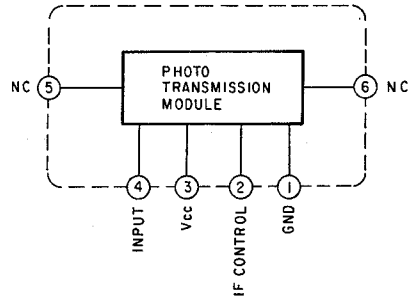 PHOTO
TRANSMISSION
MODULE
NC 5
6 NC
4 3 2 1
INPUT
Vcc
IF CONTROL
GND